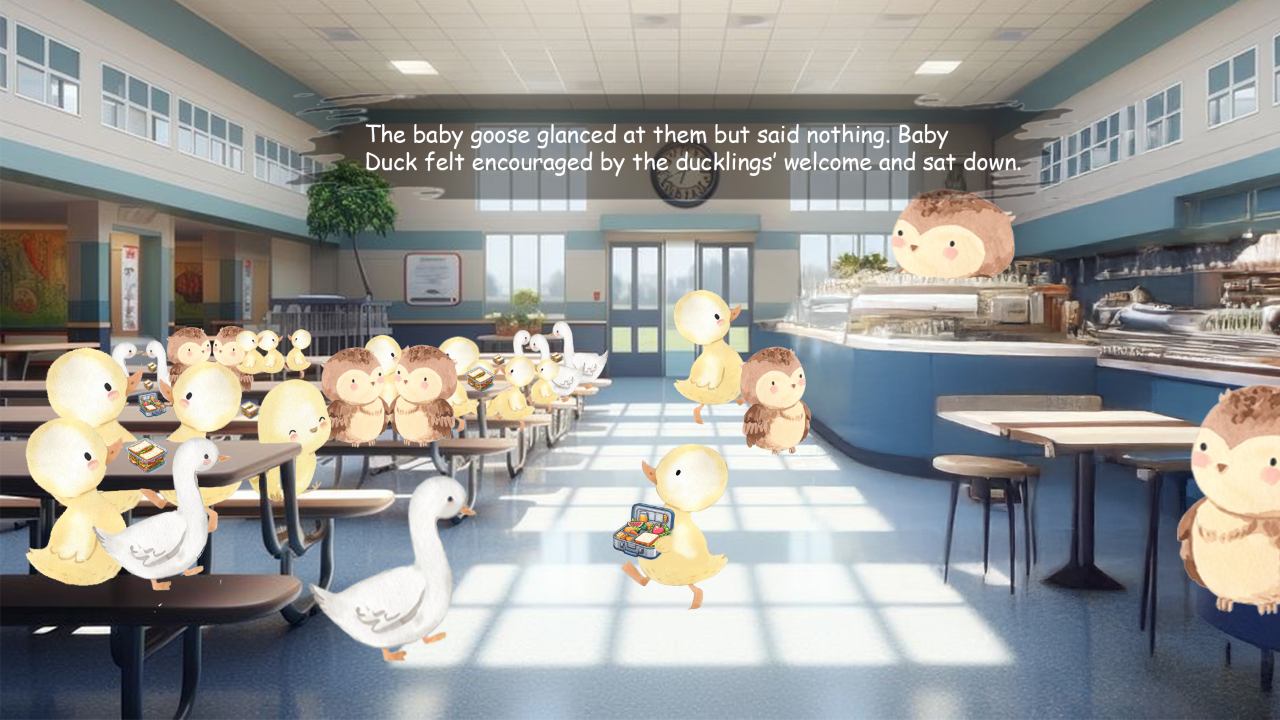 The baby goose glanced at them but said nothing. Baby
Duck felt encouraged by the ducklings’ welcome and sat down.